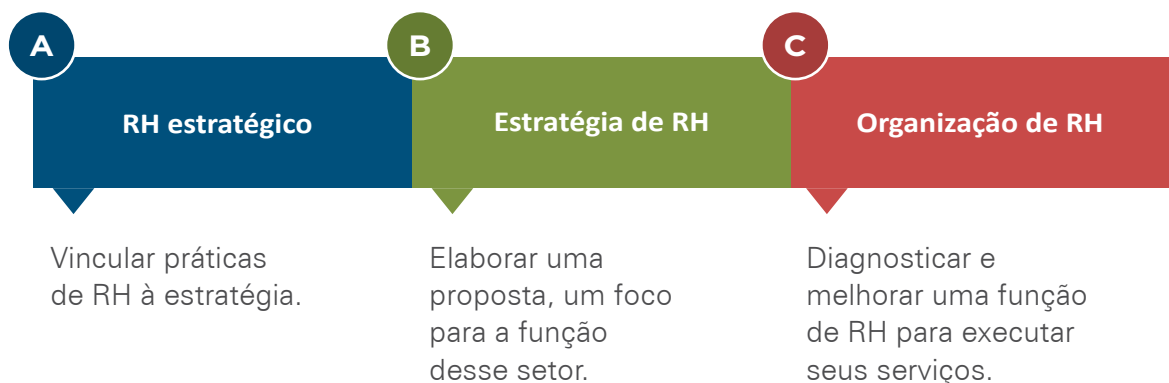 A
RH estratégico
Vincular práticas
de RH à estratégia.
B
Estratégia de RH
Elaborar uma
proposta, um foco
para a função
desse setor.
C
Organização de RH
Diagnosticar e
melhorar uma função
de RH para executar
seus serviços.